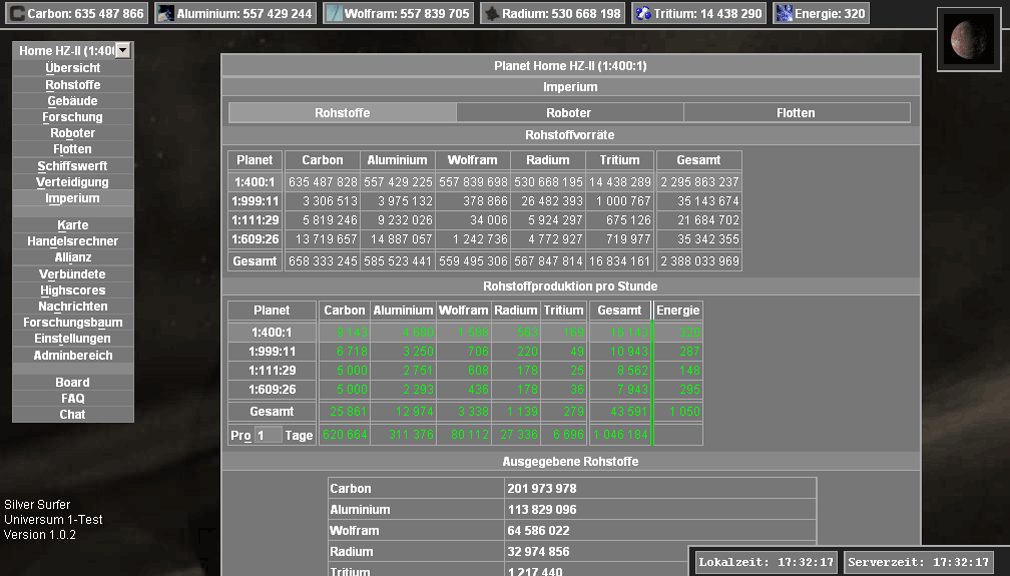 Carbon: 635 487 866 Aluminium: 557 429 244 Wolfram: 557 839 705 Radium: 530 668 198 Tritium: 14 438 290 Energie: 320
Home HZ-II (1:40
Übersicht
Rohstoffe
Gebäude
Forschung
Roboter
Flotten
Schiffswerft
Verteidigung
Imperium
Karte
Handelsrechner
Allianz
Verbündete
Highscores
Nachrichten
Forschungsbaum
Einstellungen
Adminbereich
Board
FAQ
Chat
Silver Surfer
Universum 1-Test
Version 1.0.2
Planet Home HZ-II (1:400:1)
Imperium
Rohstoffe Roboter Flotten
Rohstoffvorräte
Planet Carbon Aluminium Wolfram Radium Tritium Gesamt
1:400:1 635 487 828 557 429 225 557 839 698 530 668 195 14 438 289 2 295 863 237
1:999:11 3 306 513 3 975 132 378 866 26 482 393 1 000 767 35 143 674
1:111:29 5 819 246 9 232 026 34 006 5 924 297 675 126 21 684 702
1:609:26 13 719 657 14 887 057 1 242 736 4 772 927 719 977 35 342 355
Gesamt 658 333 245 585 523 441 559 495 306 567 847 814 16 834 161 2 388 033 969
Rohstoffproduktion pro Stunde
Planet Carbon Aluminium Wolfram Radium Tritium Gesamt Energie
1:400:1
1:999:11 6 718 3 250 706 220 49 10 943 287
1:111:29 5 000 2 751 608 178 25 8 562 148
1:609:26 5 000 2 293 436 178 36 7 943 295
Gesamt 25 861 12 974 3 338 1 139 279 43 591 1 050
Pro 1 Tage 620 664 311 376 80 112 27 336 6 696 1 046 184
Ausgegebene Rohstoffe
Carbon 201 973 978
Aluminium 113 829 096
Wolfram 64 586 022
Radium 32 974 856
Tritium 1 217 440
Lokalzeit: 17:32:17 Serverzeit: 17:32:17